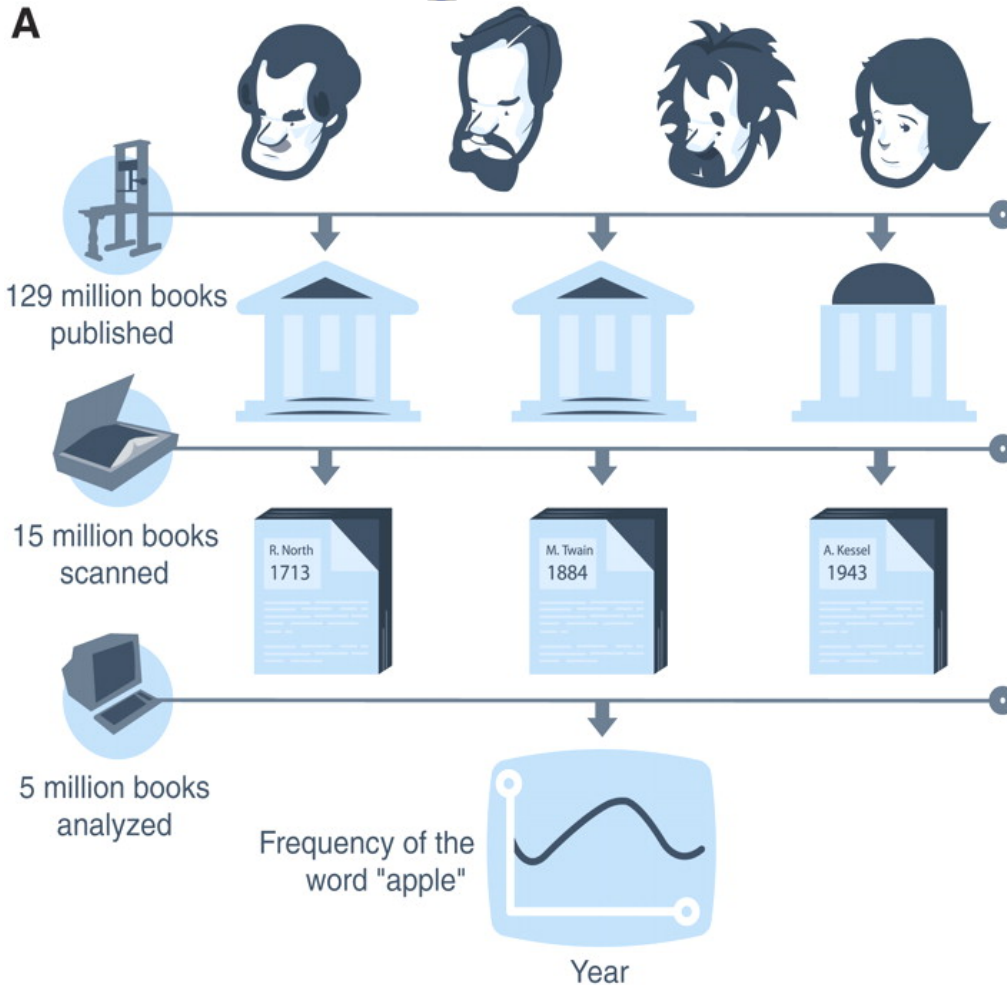 A
129 million books
published
15 million books
scanned
R. North
1713
M. Twain
1884
A. Kessel
1943
5 million books
analyzed
Frequency of the
word "apple"
Year